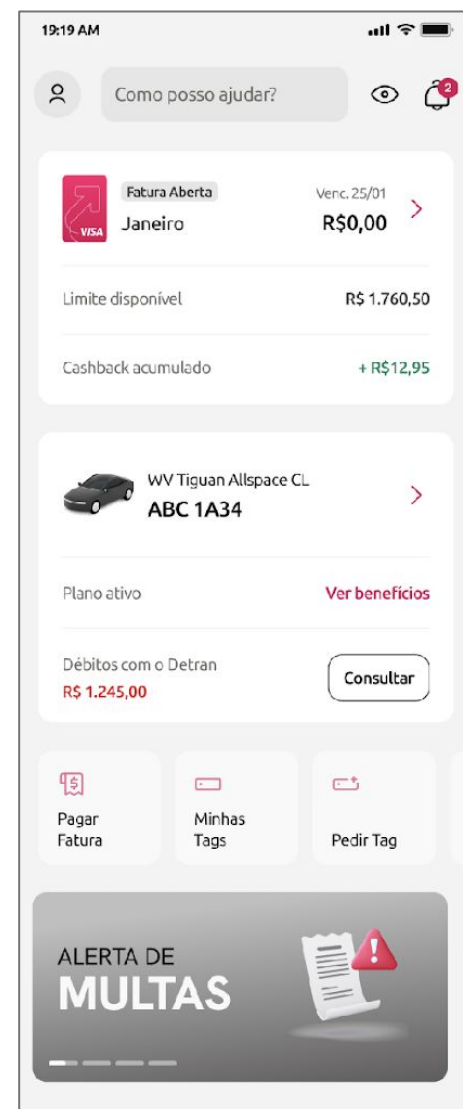 19:19 AM
Como posso ajudar?
2
Fatura Aberta
Venc. 25/01
Janeiro
R$0,00
VISA
Limite disponível
R$ 1.760,50
Cashback acumulado
+ R$12,95
WV Tiguan Allspace CL
ABC 1A34
Plano ativo
Ver benefícios
Débitos com o Detran
R$ 1.245,00
Consultar
Pagar
Fatura
Minhas
Tags
Pedir Tag
ALERTA DE
MULTAS